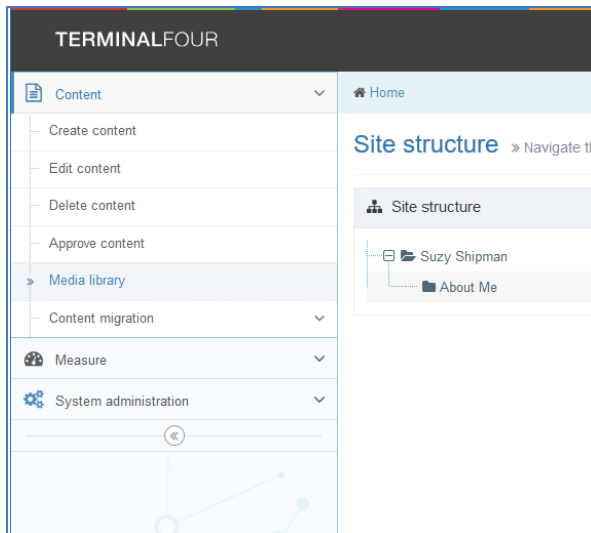 TERMINALFOUR
Content
Create content
Edit content
Delete content
Approve content
» Media library
Content migration
Measure
System administration
Home
Site structure » Navigate t
Site structure
Suzy Shipman
About Me